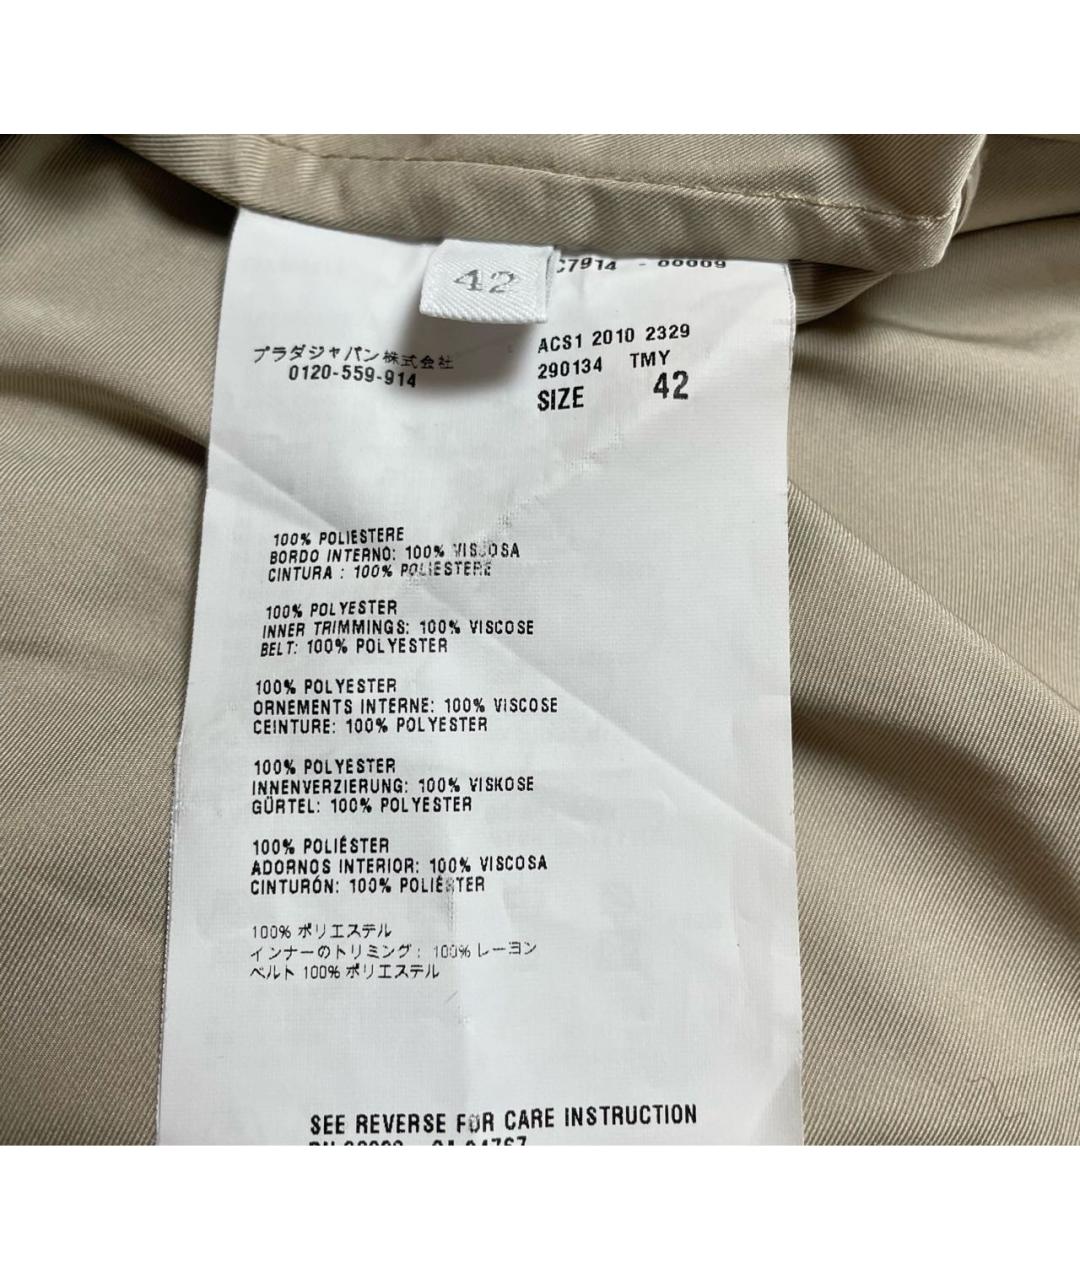 42
C7914 - 00009
プラダジャパン株式会社
0120-559-914
ACS1 2010 2329
290134 TMY
SIZE 42
100% POLIESTERE
BORDO INTERNO: 100% VISCOSA
CINTURA : 100% POLIESTERE
100% POLYESTER
INNER TRIMMINGS: 100% VISCOSE
BELT: 100% POLYESTER
100% POLYESTER
ORNEMENTS INTERNE: 100% VISCOSE
CEINTURE: 100% POLYESTER
100% POLYESTER
INNENVERZIERUNG: 100% VISKOSE
GÜRTEL: 100% POLYESTER
100% POLIÉSTER
ADORNOS INTERIOR: 100% VISCOSA
CINTURÓN: 100% POLIÉSTER
100% ポリエステル
インナーのトリミング: 100% レーヨン
ベルト 100% ポリエステル
SEE REVERSE FOR CARE INSTRUCTION